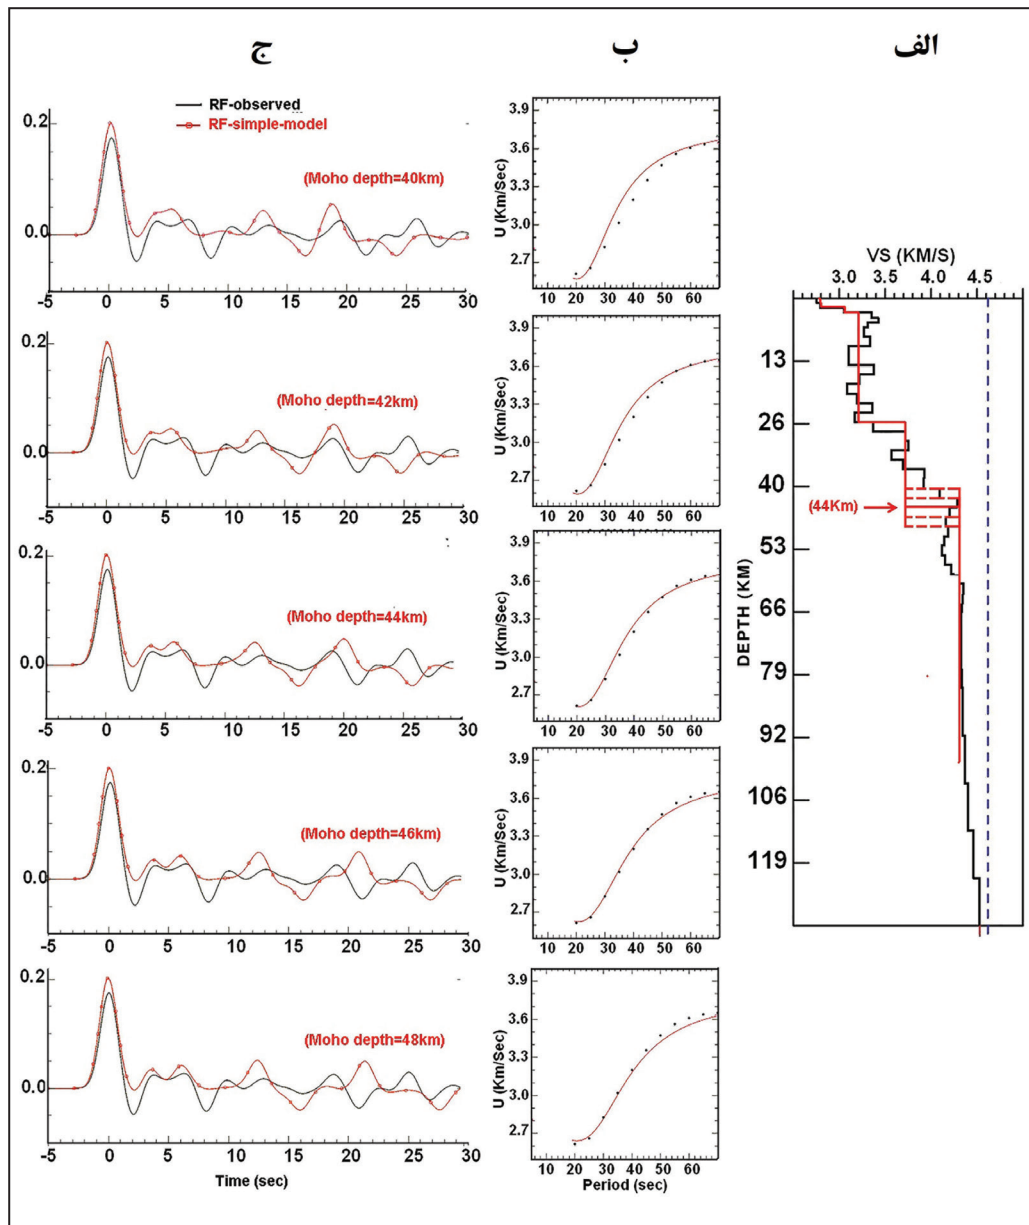 الف
ب
ج
RF-observed
RF-simple-model
(Moho depth=40km)
0.2
0.0
-5 0 5 10 15 20 25 30
U (Km/Sec)
3.9
3.6
3.3
3.0
2.7
10 20 30 40 50 60
(Moho depth=42km)
0.2
0.0
-5 0 5 10 15 20 25 30
U (Km/Sec)
3.9
3.6
3.3
3.0
2.7
10 20 30 40 50 60
(Moho depth=44km)
0.2
0.0
-5 0 5 10 15 20 25 30
U (Km/Sec)
3.9
3.6
3.3
3.0
2.7
10 20 30 40 50 60
(Moho depth=46km)
0.2
0.0
-5 0 5 10 15 20 25 30
U (Km/Sec)
3.9
3.6
3.3
3.0
2.7
10 20 30 40 50 60
(Moho depth=48km)
0.2
0.0
-5 0 5 10 15 20 25 30
Time (sec)
U (Km/Sec)
3.9
3.6
3.3
3.0
2.7
10 20 30 40 50 60
Period (sec)
VS (KM/S)
3.0 3.5 4.0 4.5
DEPTH (KM)
13
26
40
(44Km)
53
66
79
92
106
119